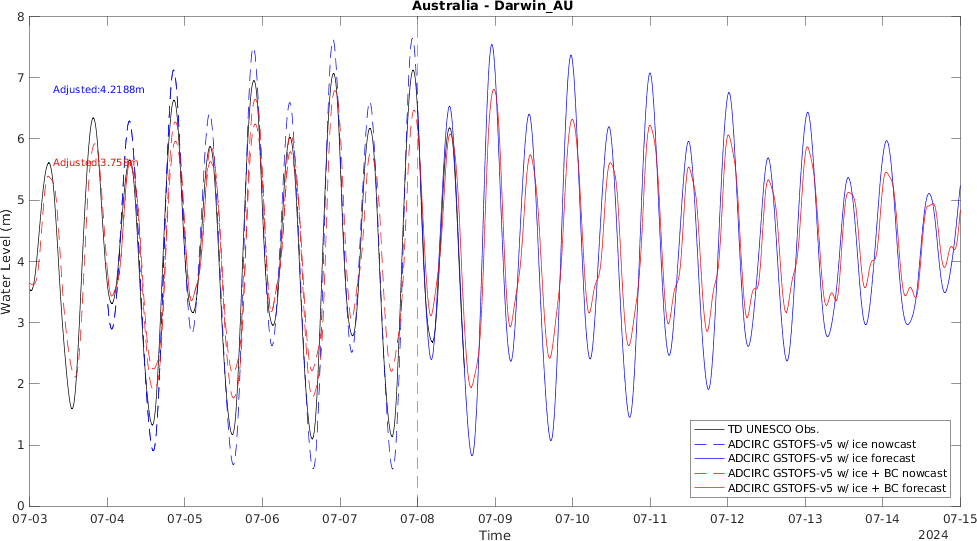 Australia - Darwin_AU
8
7
6
5
4
3
2
1
0
Water Level (m)
Adjusted:4.2188m
Adjusted:3.75
TD UNESCO Obs.
ADCIRC GSTOFS-v5 w/ ice nowcast
ADCIRC GSTOFS-v5 w/ ice forecast
ADCIRC GSTOFS-v5 w/ ice + BC nowcast
ADCIRC GSTOFS-v5 w/ ice + BC forecast
07-03 07-04 07-05 07-06 07-07 07-08 07-09 07-10 07-11 07-12 07-13 07-14 07-15
Time
2024